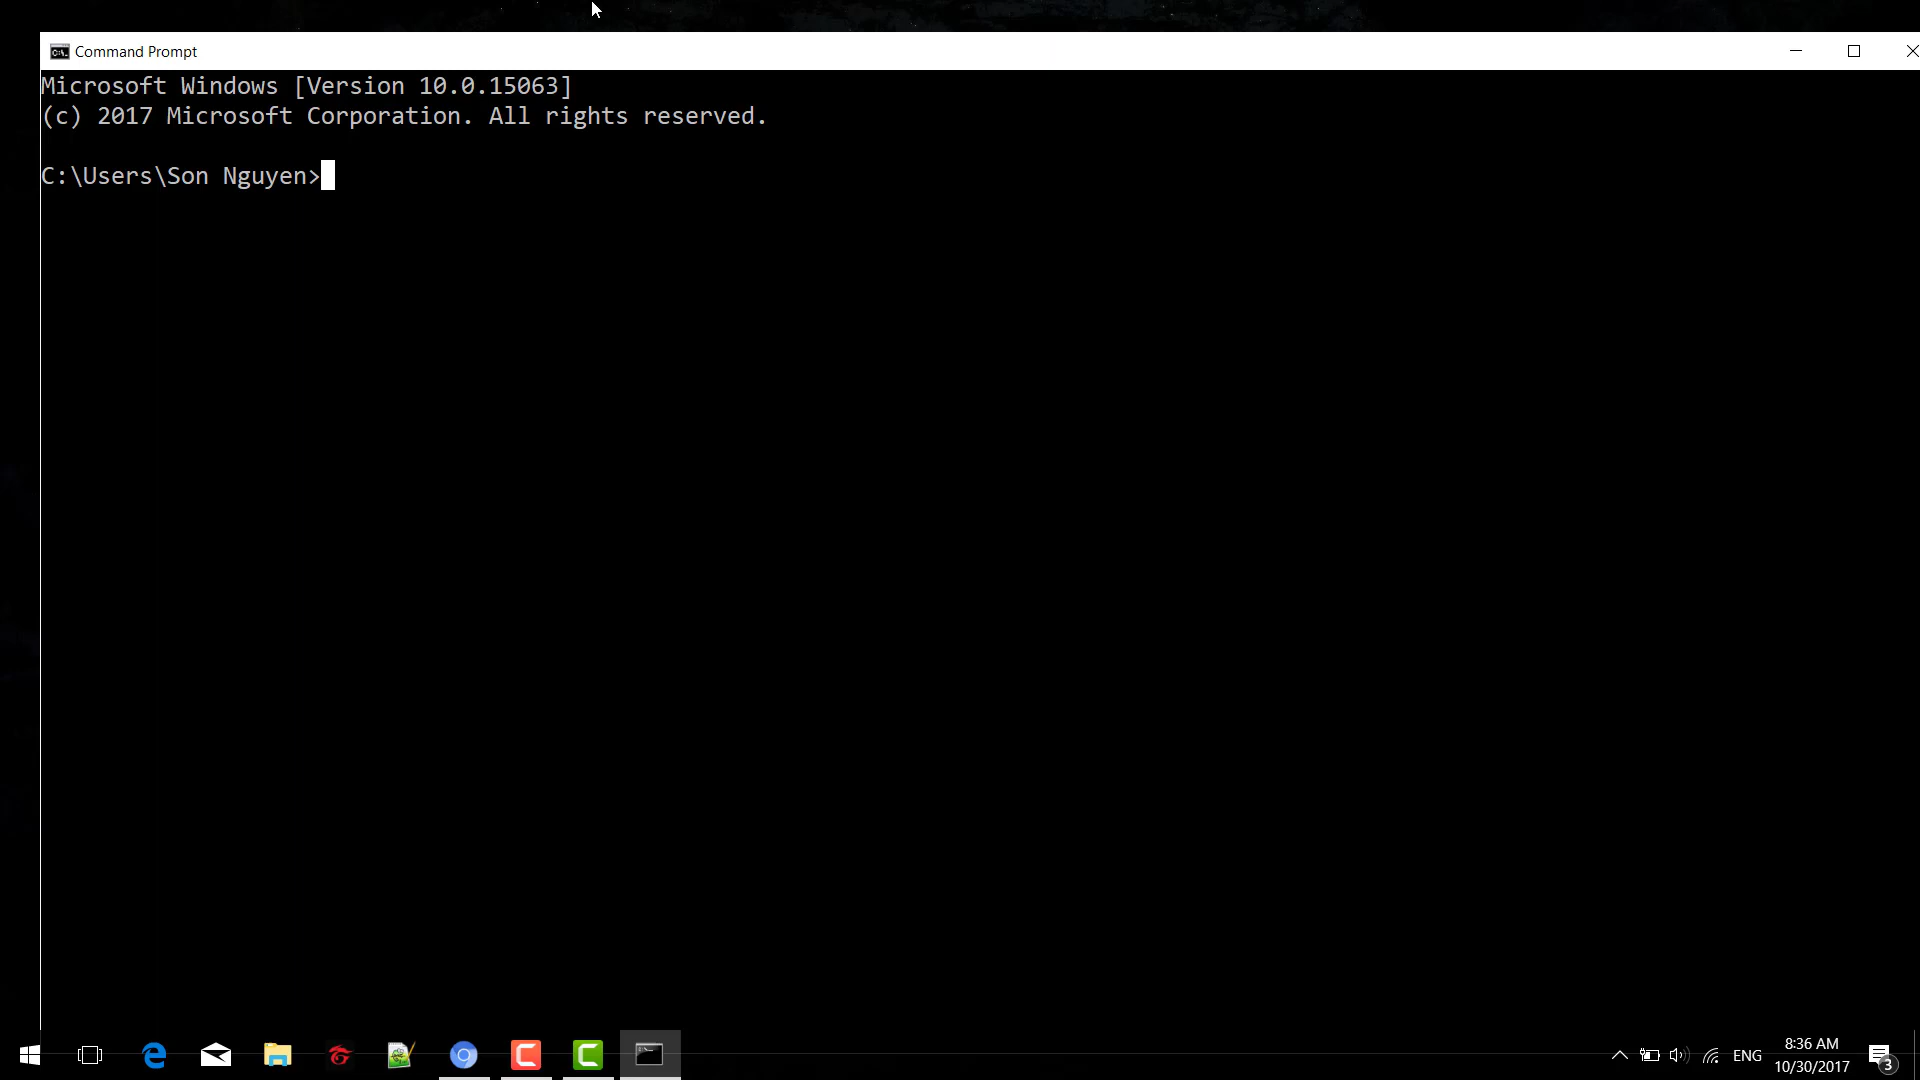 Command Prompt
Microsoft Windows [Version 10.0.15063]
(c) 2017 Microsoft Corporation. All rights reserved.
C:\Users\Son Nguyen>
ENG
8:36 AM
10/30/2017
3